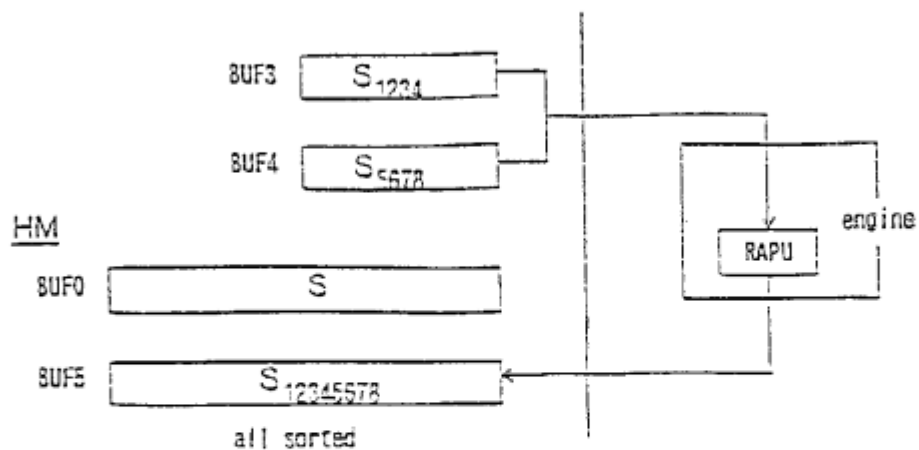 BUF3 S1234
BUF4 S5678
engine
HM
RAPU
BUF0 S
BUF5 S12345678
all sorted